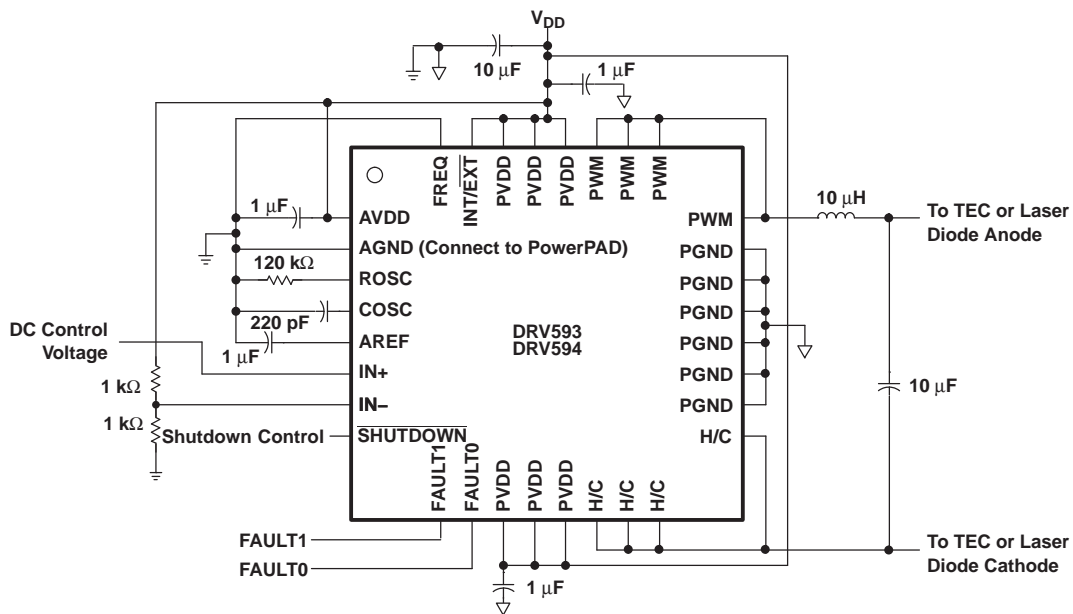 V_DD
10 μF
1 μF
FREQ
INT/EXT
PVDD
PVDD
PVDD
PWM
PWM
PWM
1 μF
AVDD
AGND (Connect to PowerPAD)
120 kΩ
ROSC
COSC
220 pF
AREF
1 μF
DC Control
Voltage
IN+
1 kΩ
IN–
1 kΩ
Shutdown Control
SHUTDOWN
DRV593
DRV594
PWM
PGND
PGND
PGND
PGND
PGND
PGND
H/C
10 μH
To TEC or Laser
Diode Anode
10 μF
FAULT1
FAULT0
PVDD
PVDD
PVDD
H/C
H/C
H/C
FAULT1
FAULT0
1 μF
To TEC or Laser
Diode Cathode